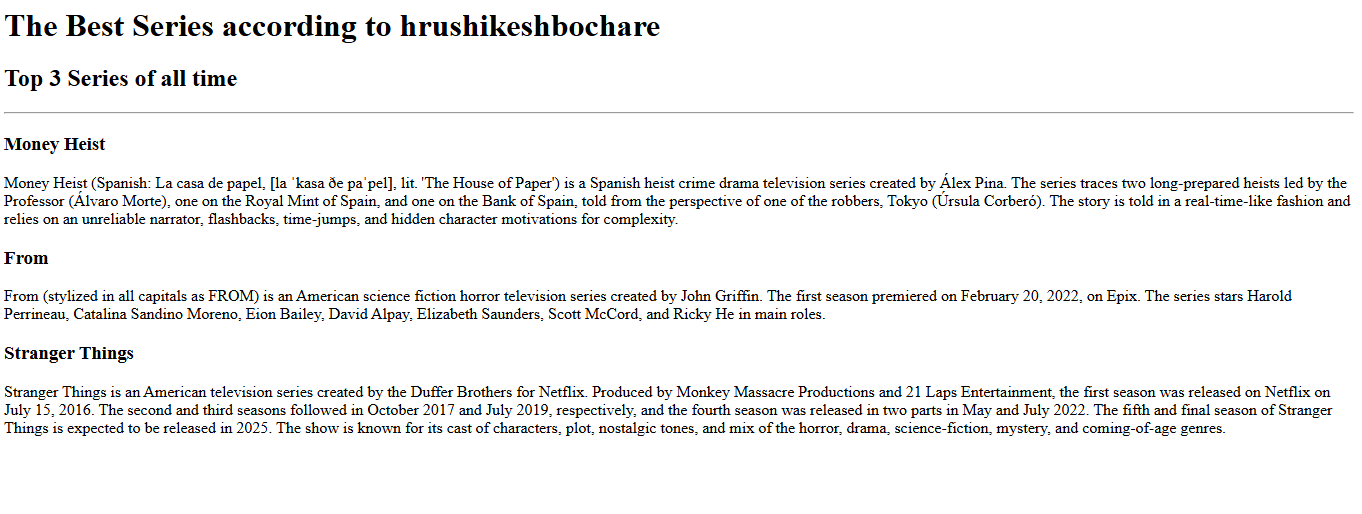 The Best Series according to hrushikeshbochare
Top 3 Series of all time
Money Heist
Money Heist (Spanish: La casa de papel, [la ˈkasa ðe paˈpel], lit. 'The House of Paper') is a Spanish heist crime drama television series created by Álex Pina. The series traces two long-prepared heists led by the
Professor (Álvaro Morte), one on the Royal Mint of Spain, and one on the Bank of Spain, told from the perspective of one of the robbers, Tokyo (Úrsula Corberó). The story is told in a real-time-like fashion and
relies on an unreliable narrator, flashbacks, time-jumps, and hidden character motivations for complexity.
From
From (stylized in all capitals as FROM) is an American science fiction horror television series created by John Griffin. The first season premiered on February 20, 2022, on Epix. The series stars Harold
Perrineau, Catalina Sandino Moreno, Eion Bailey, David Alpay, Elizabeth Saunders, Scott McCord, and Ricky He in main roles.
Stranger Things
Stranger Things is an American television series created by the Duffer Brothers for Netflix. Produced by Monkey Massacre Productions and 21 Laps Entertainment, the first season was released on Netflix on
July 15, 2016. The second and third seasons followed in October 2017 and July 2019, respectively, and the fourth season was released in two parts in May and July 2022. The fifth and final season of Stranger
Things is expected to be released in 2025. The show is known for its cast of characters, plot, nostalgic tones, and mix of the horror, drama, science-fiction, mystery, and coming-of-age genres.